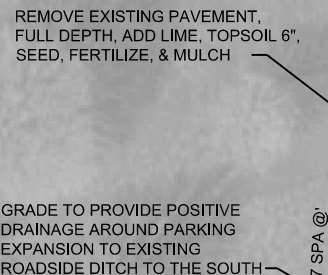 REMOVE EXISTING PAVEMENT,
FULL DEPTH, ADD LIME, TOPSOIL 6",
SEED, FERTILIZE, & MULCH
GRADE TO PROVIDE POSITIVE
DRAINAGE AROUND PARKING
EXPANSION TO EXISTING
ROADSIDE DITCH TO THE SOUTH
SPA @'